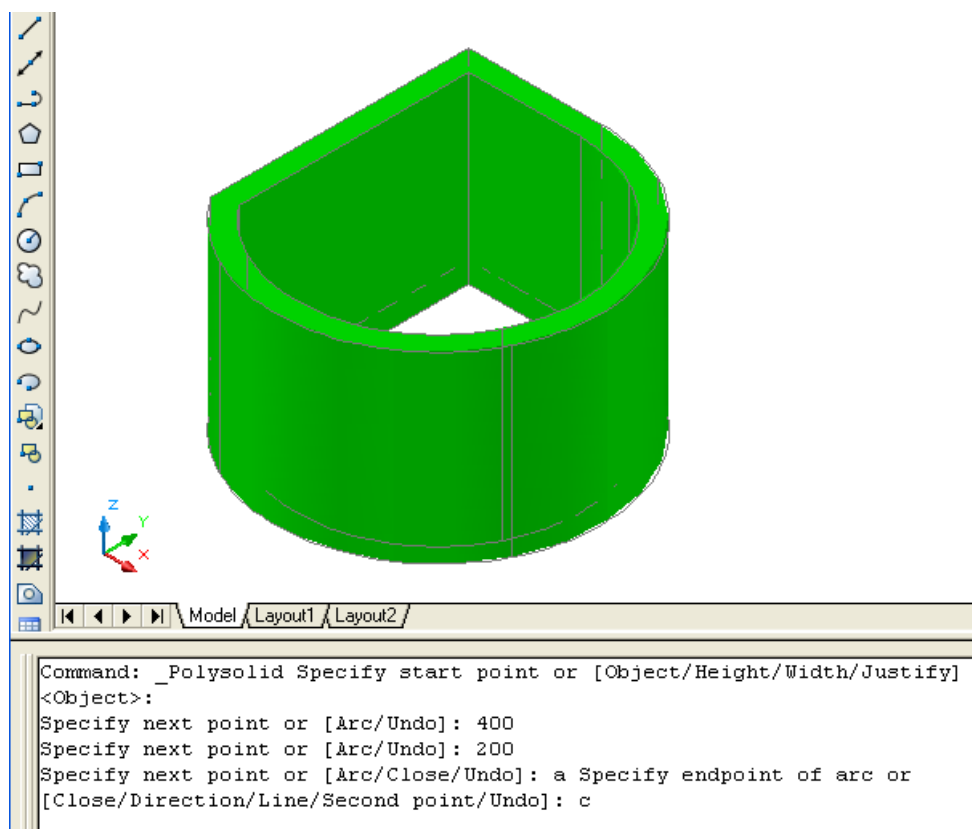 Z
Y
X
Model Layout1 Layout2
Command: _Polysolid Specify start point or [Object/Height/Width/Justify]
<Object>:
Specify next point or [Arc/Undo]: 400
Specify next point or [Arc/Undo]: 200
Specify next point or [Arc/Close/Undo]: a Specify endpoint of arc or
[Close/Direction/Line/Second point/Undo]: c